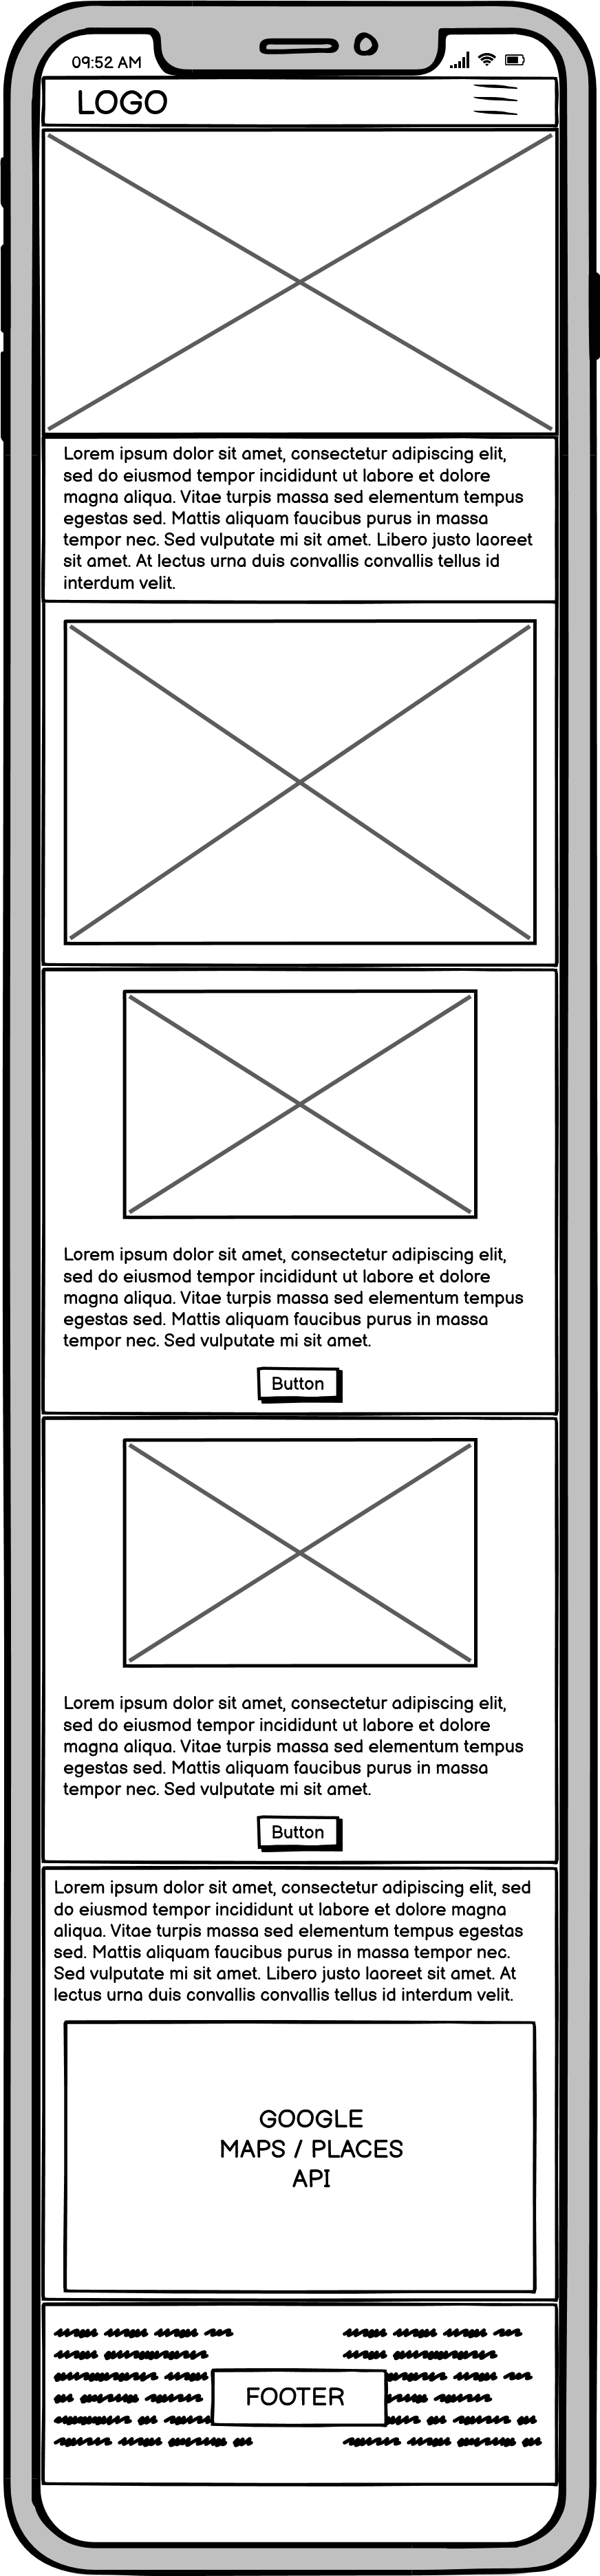 09:52 AM
LOGO
Lorem ipsum dolor sit amet, consectetur adipiscing elit,
sed do eiusmod tempor incididunt ut labore et dolore
magna aliqua. Vitae turpis massa sed elementum tempus
egestas sed. Mattis aliquam faucibus purus in massa
tempor nec. Sed vulputate mi sit amet. Libero justo laoreet
sit amet. At lectus urna duis convallis convallis tellus id
interdum velit.
Lorem ipsum dolor sit amet, consectetur adipiscing elit,
sed do eiusmod tempor incididunt ut labore et dolore
magna aliqua. Vitae turpis massa sed elementum tempus
egestas sed. Mattis aliquam faucibus purus in massa
tempor nec. Sed vulputate mi sit amet.
Button
Lorem ipsum dolor sit amet, consectetur adipiscing elit,
sed do eiusmod tempor incididunt ut labore et dolore
magna aliqua. Vitae turpis massa sed elementum tempus
egestas sed. Mattis aliquam faucibus purus in massa
tempor nec. Sed vulputate mi sit amet.
Button
Lorem ipsum dolor sit amet, consectetur adipiscing elit, sed
do eiusmod tempor incididunt ut labore et dolore magna
aliqua. Vitae turpis massa sed elementum tempus egestas
sed. Mattis aliquam faucibus purus in massa tempor nec.
Sed vulputate mi sit amet. Libero justo laoreet sit amet. At
lectus urna duis convallis convallis tellus id interdum velit.
GOOGLE
MAPS / PLACES
API
FOOTER